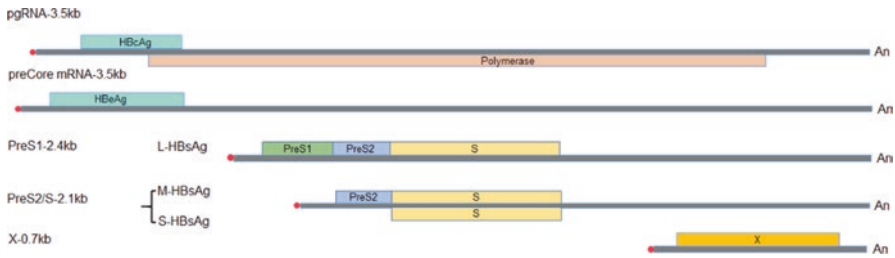 pgRNA-3.5kb
HBcAg
An
Polymerase
preCore mRNA-3.5kb
HBeAg
An
PreS1-2.4kb L-HBsAg PreS1 PreS2 S
An
PreS2/S-2.1kb M-HBsAg PreS2 S
S-HBsAg S
An
X-0.7kb X
An